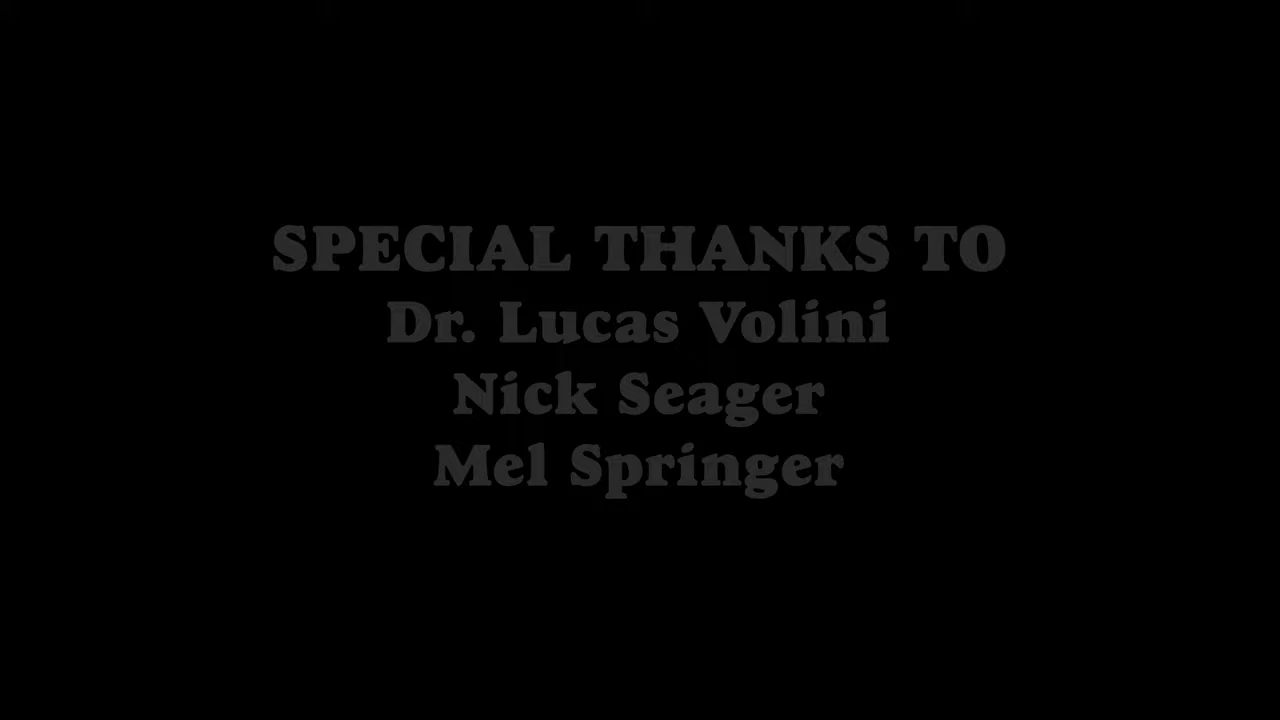 SPECIAL THANKS TO
Dr. Lucas Volini
Nick Seager
Mel Springer